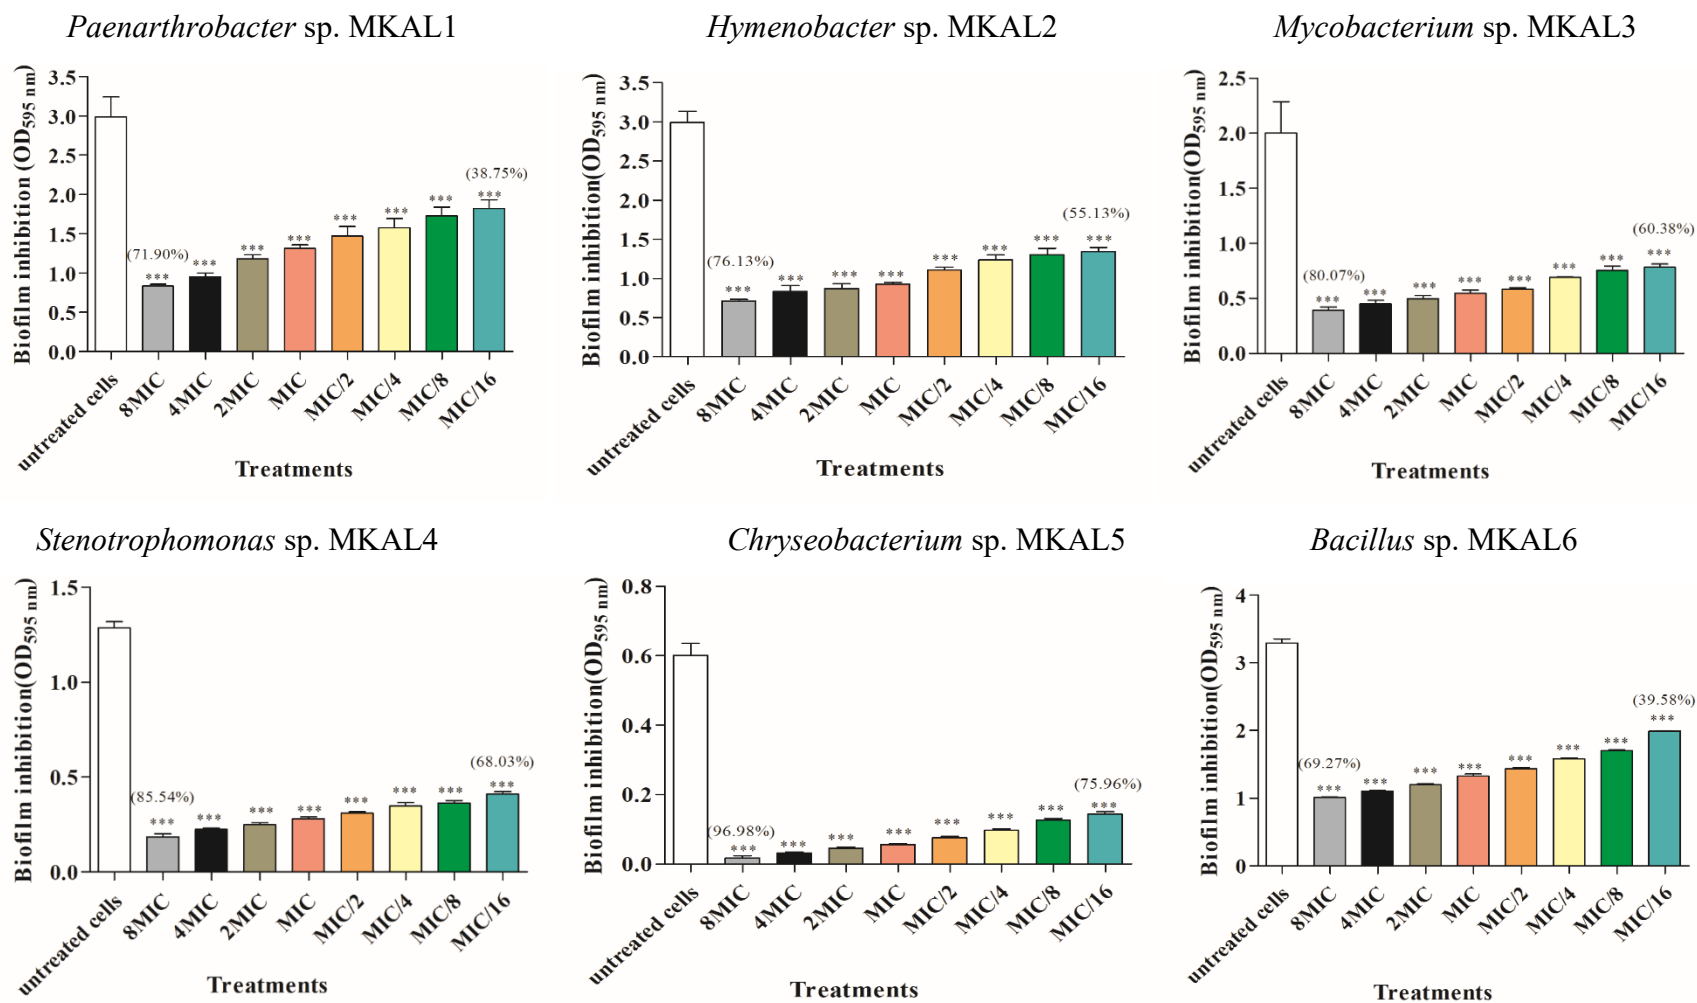 Paenarthrobacter sp. MKAL1
Biofilm inhibition (OD595 nm)
3.5
3.0
2.5
2.0
1.5
1.0
0.5
0.0
(71.90%)
(38.75%)
***
***
***
***
***
***
***
***
untreated cells
8MIC
4MIC
2MIC
MIC
MIC/2
MIC/4
MIC/8
MIC/16
Treatments
Hymenobacter sp. MKAL2
Biofilm inhibition(OD595 nm)
3.5
3.0
2.5
2.0
1.5
1.0
0.5
0.0
(76.13%)
(55.13%)
***
***
***
***
***
***
***
***
untreated cells
8MIC
4MIC
2MIC
MIC
MIC/2
MIC/4
MIC/8
MIC/16
Treatments
Mycobacterium sp. MKAL3
Biofilm inhibition(OD595 nm)
2.5
2.0
1.5
1.0
0.5
0.0
(80.07%)
(60.38%)
***
***
***
***
***
***
***
***
untreated cells
8MIC
4MIC
2MIC
MIC
MIC/2
MIC/4
MIC/8
MIC/16
Treatments
Stenotrophomonas sp. MKAL4
Biofilm inhibition(OD595 nm)
1.5
1.0
0.5
0.0
(85.54%)
(68.03%)
***
***
***
***
***
***
***
***
untreated cells
8MIC
4MIC
2MIC
MIC
MIC/2
MIC/4
MIC/8
MIC/16
Treatments
Chryseobacterium sp. MKAL5
Biofilm inhibition(OD595 nm)
0.8
0.6
0.4
0.2
0.0
(96.98%)
(75.96%)
***
***
***
***
***
***
***
***
untreated cells
8MIC
4MIC
2MIC
MIC
MIC/2
MIC/4
MIC/8
MIC/16
Treatments
Bacillus sp. MKAL6
Biofilm inhibition(OD595 nm)
4
3
2
1
0
(69.27%)
(39.58%)
***
***
***
***
***
***
***
***
untreated cells
8MIC
4MIC
2MIC
MIC
MIC/2
MIC/4
MIC/8
MIC/16
Treatments